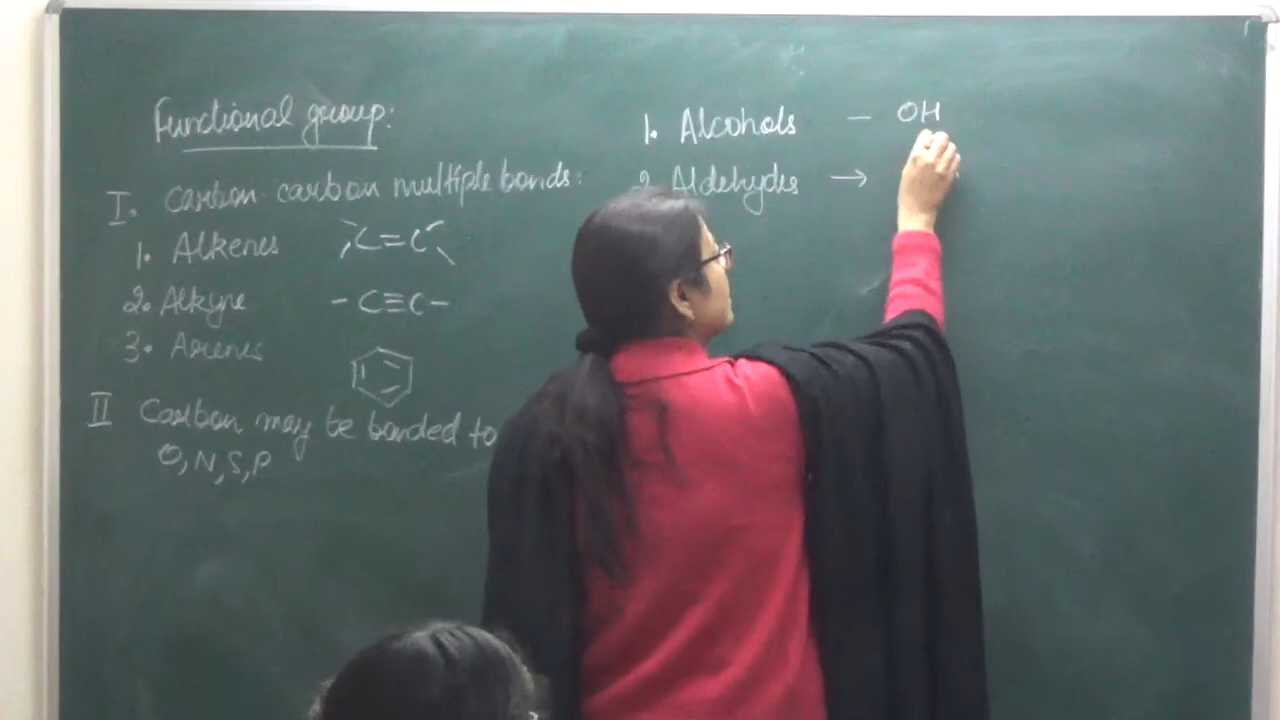 Functional group:
I. Carbon carbon multiple bonds:
1. Alkenes >C=C<
2. Alkyne -C≡C-
3. Arenes
II Carbon may be bonded to
O, N, S, P
1. Alcohols - OH
2. Aldehydes →